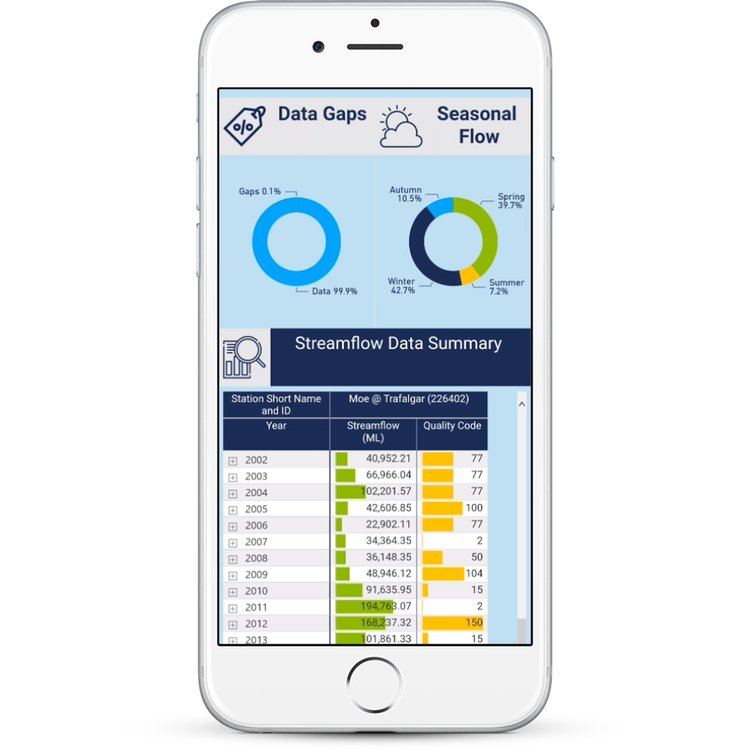 %
Data Gaps
Seasonal
Flow
Gaps 0.1%
Data 99.9%
Autumn
10.5%
Spring
39.7%
Winter
42.7%
Summer
7.2%
Streamflow Data Summary
Station Short Name
and ID
Moe @ Trafalgar (226402)
Year
Streamflow
(ML)
Quality Code
2002 40,952.21 77
2003 66,966.04 77
2004 102,201.57 77
2005 42,606.85 100
2006 22,902.11 77
2007 34,364.35 2
2008 36,148.35 50
2009 48,946.12 104
2010 91,635.95 15
2011 194,763.07 2
2012 168,237.32 150
2013 101,861.33 15